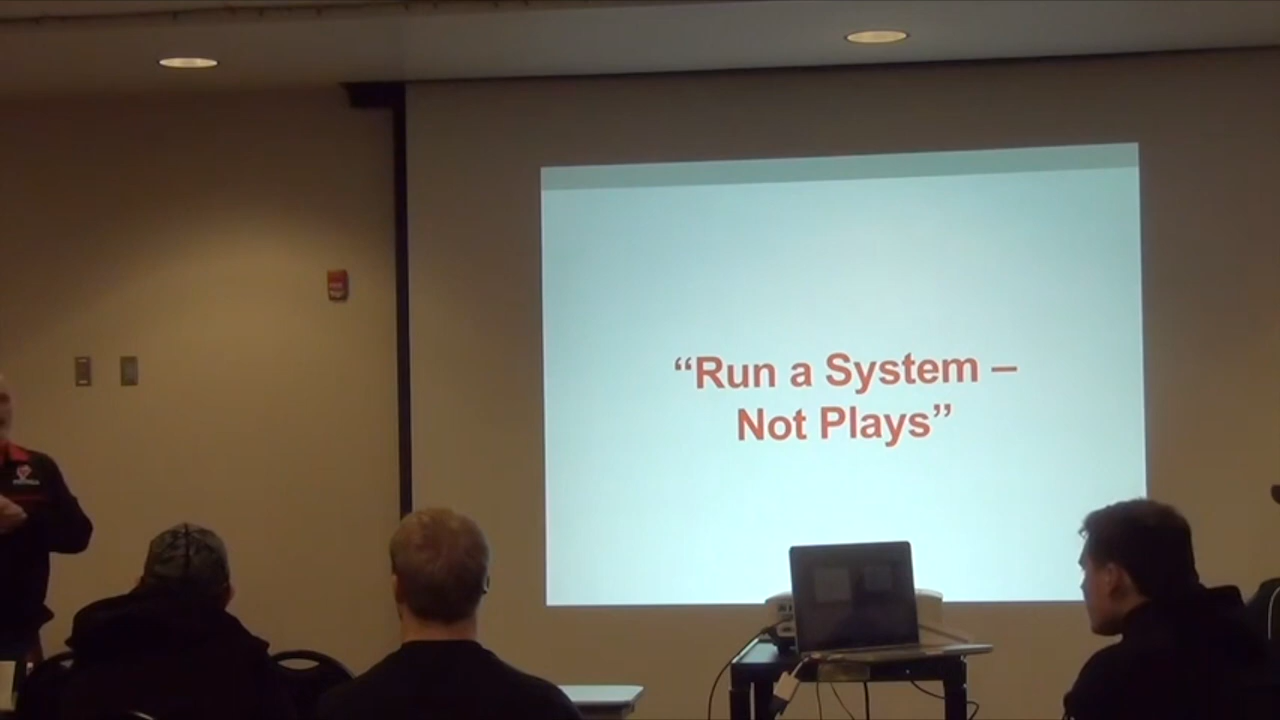 “Run a System –
Not Plays”